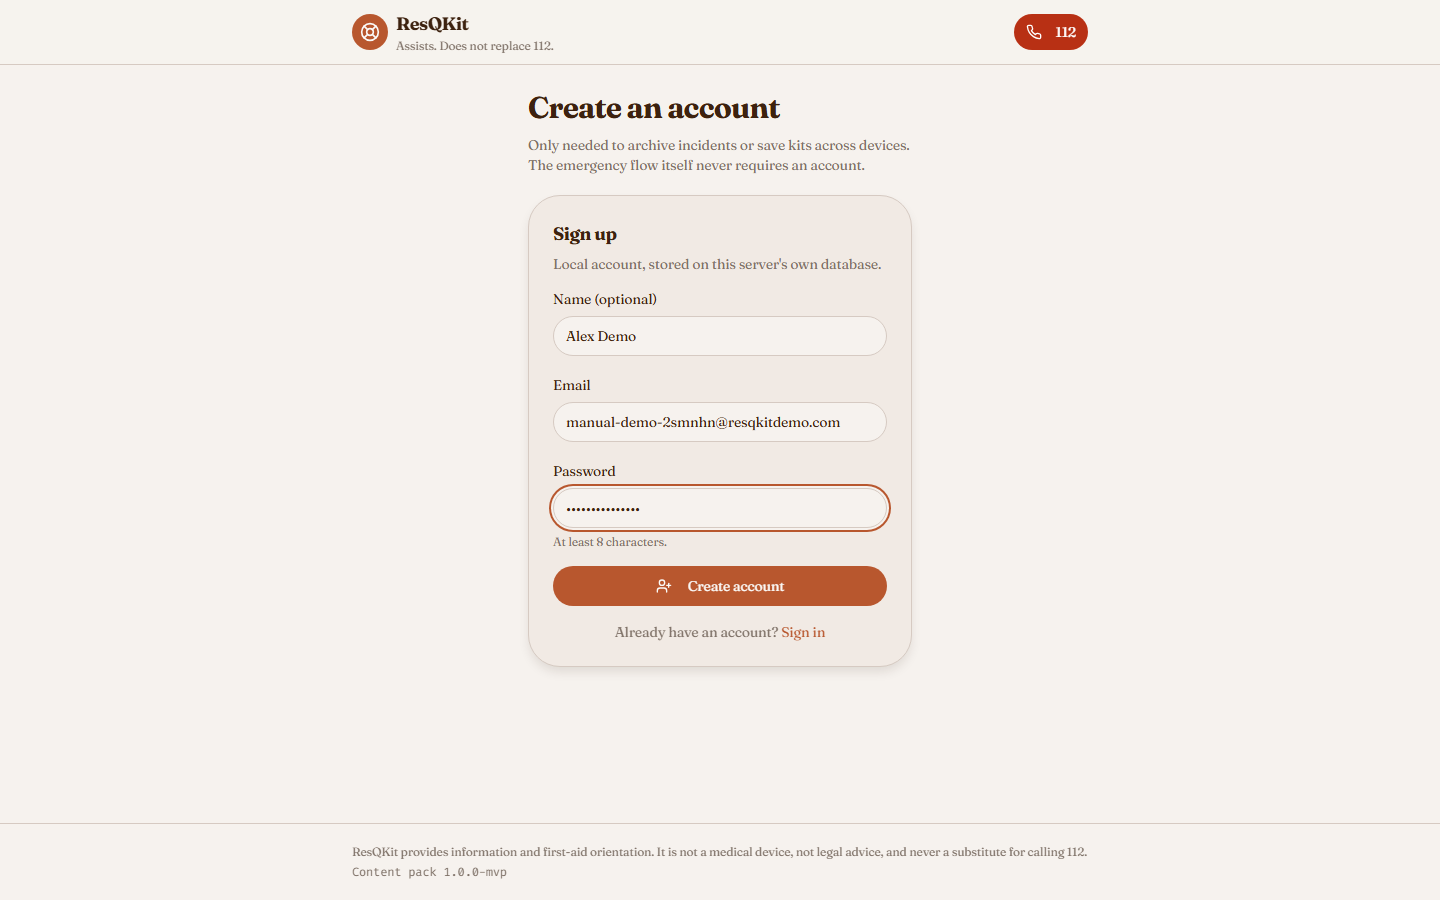 ResQKit
Assists. Does not replace 112.
112
Create an account
Only needed to archive incidents or save kits across devices.
The emergency flow itself never requires an account.
Sign up
Local account, stored on this server's own database.
Name (optional)
Alex Demo
Email
manual-demo-2smnhn@resqkitdemo.com
Password
•••••••••••••••
At least 8 characters.
Create account
Already have an account? Sign in
ResQKit provides information and first-aid orientation. It is not a medical device, not legal advice, and never a substitute for calling 112.
Content pack 1.0.0-mvp